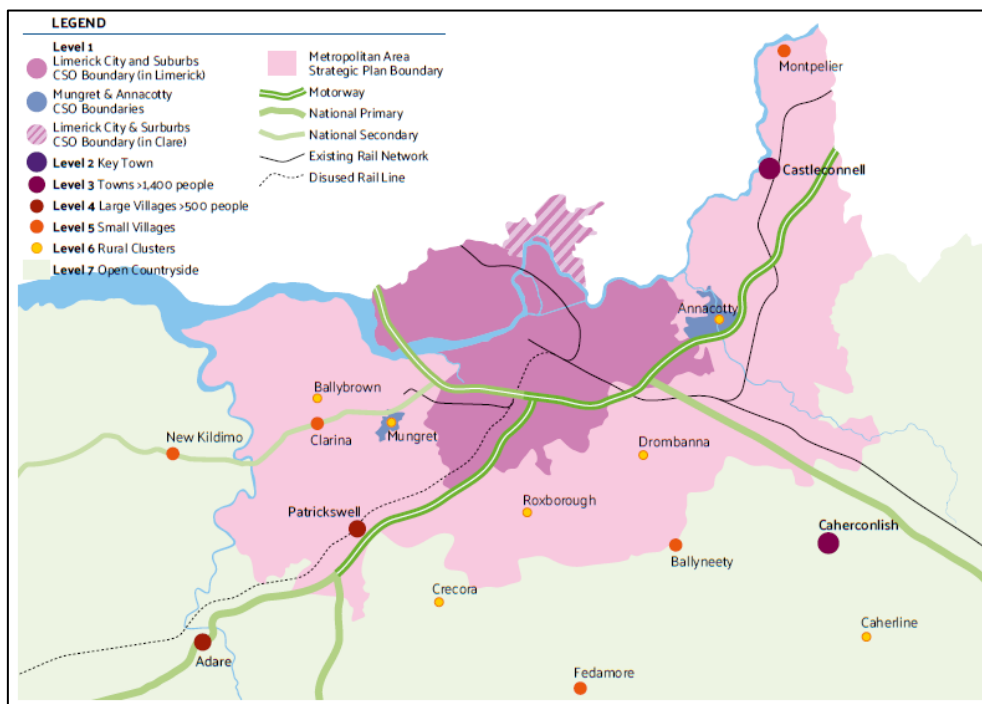 LEGEND
Level 1
Limerick City and Suburbs
CSO Boundary (in Limerick)
Mungret & Annacotty
CSO Boundaries
Limerick City & Surburbs
CSO Boundary (in Clare)
Level 2 Key Town
Level 3 Towns >1,400 people
Level 4 Large Villages >500 people
Level 5 Small Villages
Level 6 Rural Clusters
Level 7 Open Countryside
Metropolitan Area
Strategic Plan Boundary
Motorway
National Primary
National Secondary
Existing Rail Network
Disused Rail Line
Montpelier
Castleconnell
Annacotty
Ballybrown
New Kildimo
Clarina
Mungret
Drombanna
Patrickswell
Roxborough
Caherconlish
Ballyneety
Crecora
Caherline
Adare
Fedamore